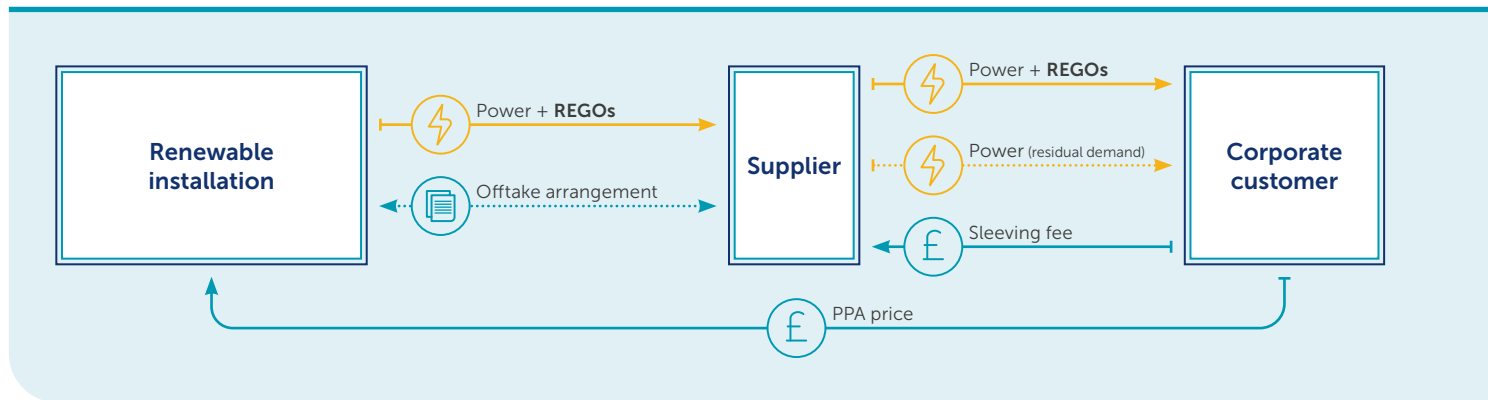 Renewable
installation
Power + REGOs
Offtake arrangement
Supplier
Power + REGOs
Power (residual demand)
Sleeving fee
Corporate
customer
£
£
PPA price